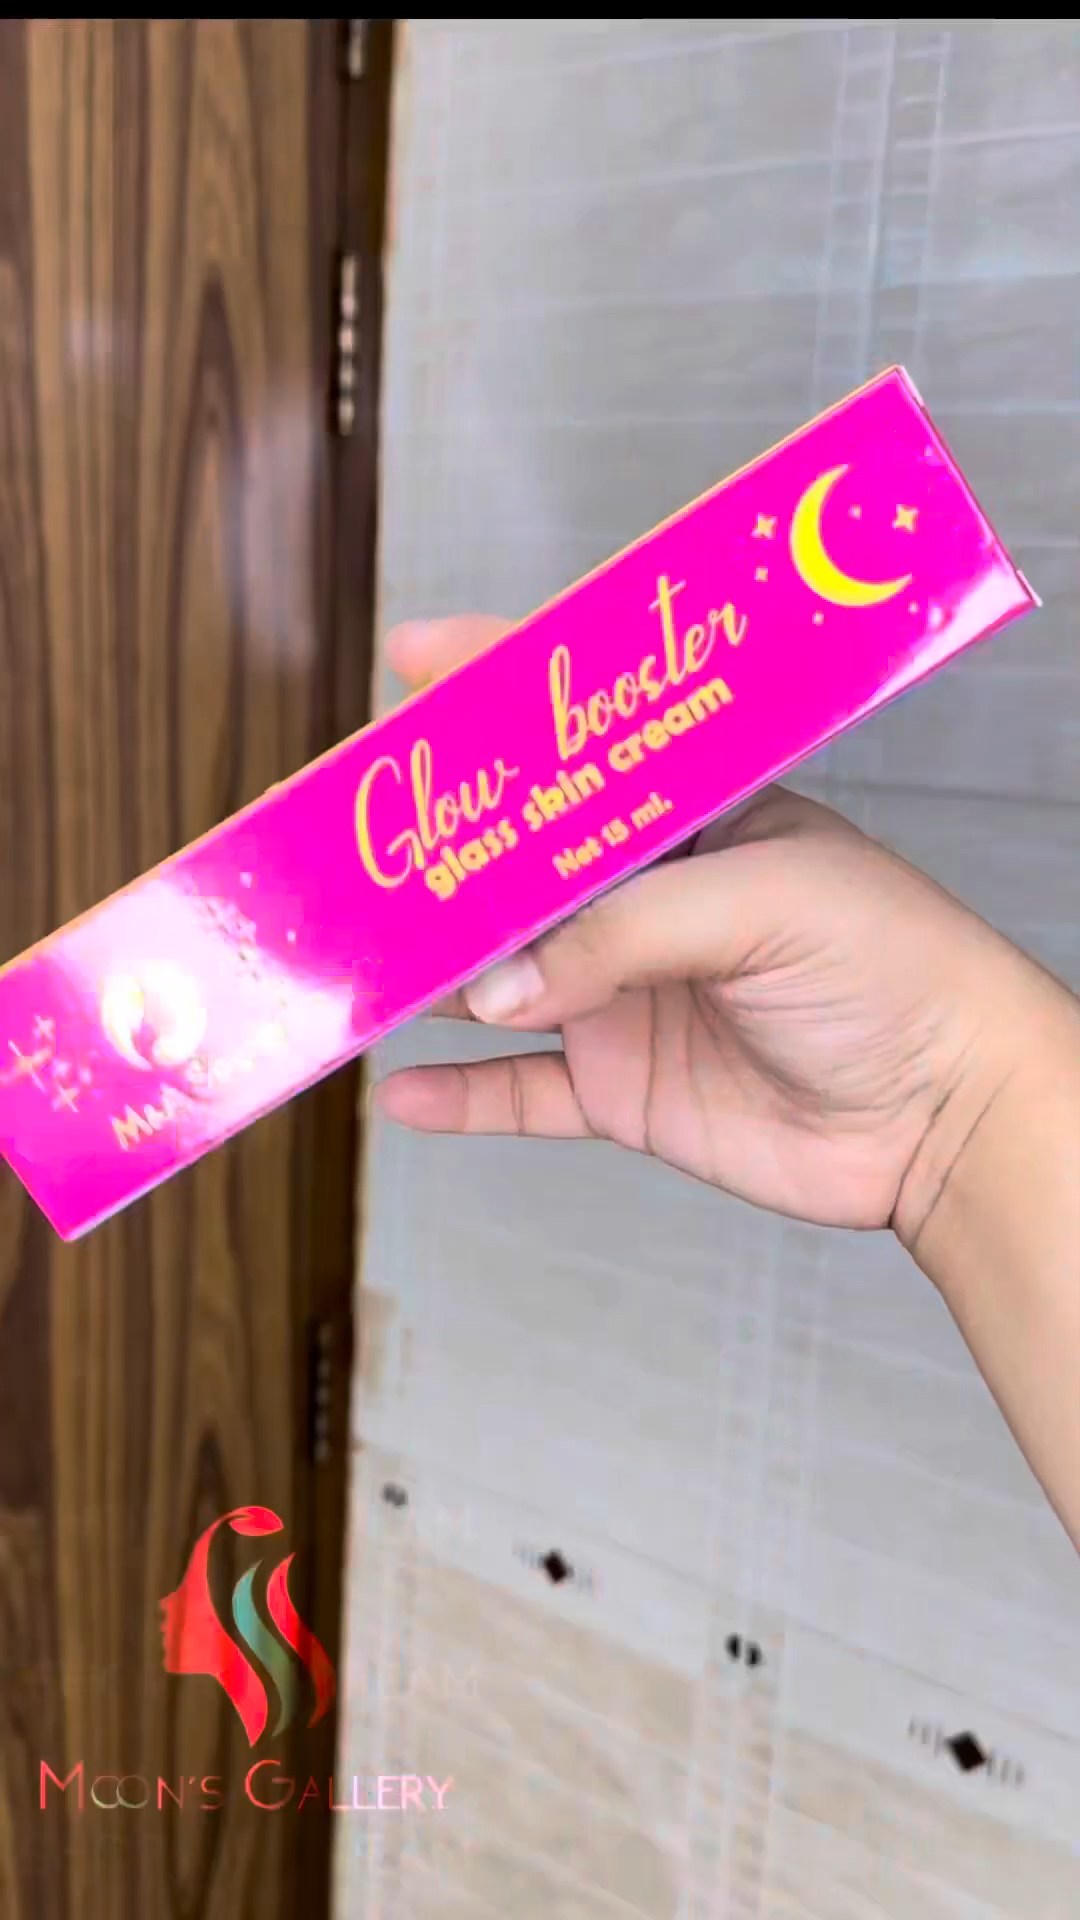 Glow booster
glass skin cream
Net 15 ml.
M&A
MOON'S GALLERY